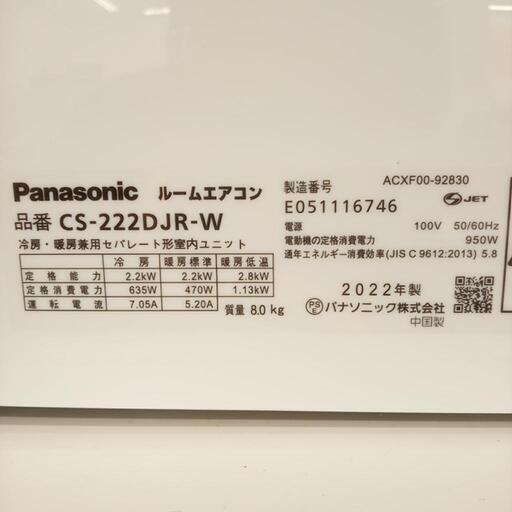 Panasonic ルームエアコン
品番 CS-222DJR-W
冷房・暖房兼用セパレート形室内ユニット
冷房 暖房標準 暖房低温
定格能力 2.2kW 2.2kW 2.8kW
定格消費電力 635W 470W 1.13kW
運転電流 7.05A 5.20A
質量 8.0kg
ACXF00-92830
製造番号
E051116746
S JET
電源 100V 50/60Hz
電動機の定格消費電力 950W
通年エネルギー消費効率(JIS C 9612:2013) 5.8
2022年製
PSE パナソニック株式会社
中国製